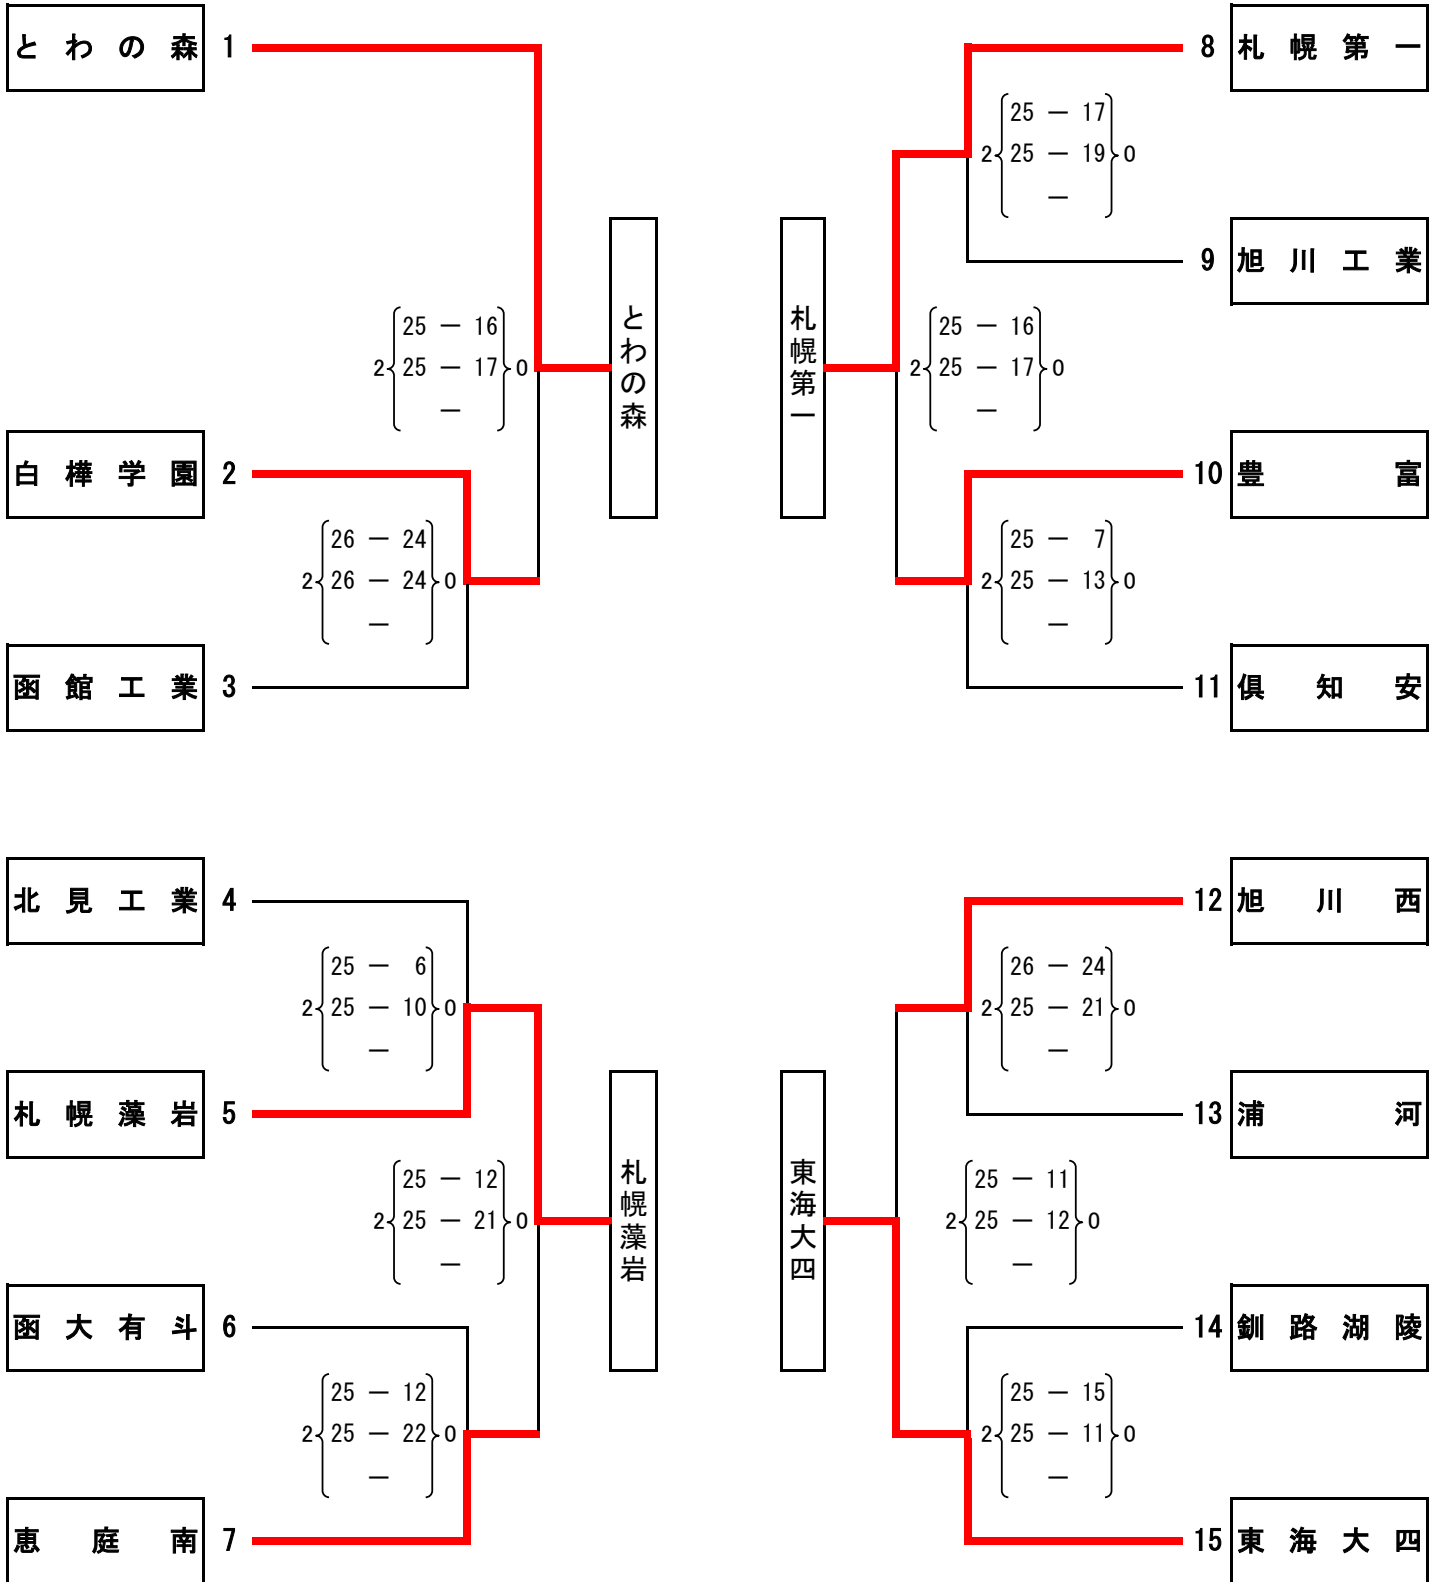 とわの森 1
25 ― 16
2 25 ― 17 0
―
白樺学園 2
26 ― 24
2 26 ― 24 0
―
函館工業 3
とわの森
北見工業 4
25 ― 6
2 25 ― 10 0
―
札幌藻岩 5
25 ― 12
2 25 ― 21 0
―
函大有斗 6
25 ― 12
2 25 ― 22 0
―
恵庭南 7
札幌藻岩
8 札幌第一
25 ― 17
2 25 ― 19 0
―
9 旭川工業
札幌第一
25 ― 16
2 25 ― 17 0
―
10 豊富
25 ― 7
2 25 ― 13 0
―
11 倶知安
12 旭川西
26 ― 24
2 25 ― 21 0
―
13 浦河
東海大四
25 ― 11
2 25 ― 12 0
―
14 釧路湖陵
25 ― 15
2 25 ― 11 0
―
15 東海大四